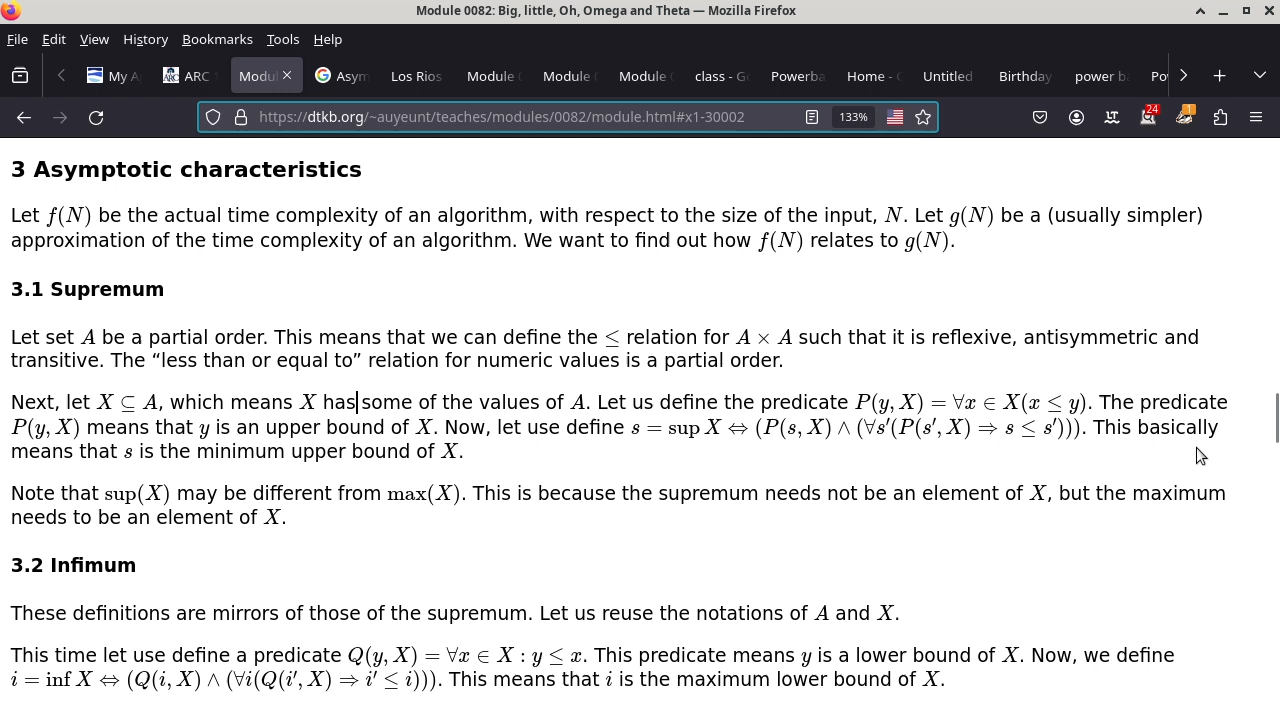 Module 0082: Big, little, Oh, Omega and Theta — Mozilla Firefox
File Edit View History Bookmarks Tools Help
My A ARC Modul Asym Los Rios Module Module Module class - G Powerba Home - Untitled Birthday power b Po
https://dtkb.org/~auyeunt/teaches/modules/0082/module.html#x1-30002 133% 24 1
3 Asymptotic characteristics
Let f(N) be the actual time complexity of an algorithm, with respect to the size of the input, N. Let g(N) be a (usually simpler)
approximation of the time complexity of an algorithm. We want to find out how f(N) relates to g(N).
3.1 Supremum
Let set A be a partial order. This means that we can define the ≤ relation for A × A such that it is reflexive, antisymmetric and
transitive. The “less than or equal to” relation for numeric values is a partial order.
Next, let X ⊆ A, which means X has some of the values of A. Let us define the predicate P(y, X) = ∀x ∈ X(x ≤ y). The predicate
P(y, X) means that y is an upper bound of X. Now, let use define s = sup X ⇔ (P(s, X) ∧ (∀s′(P(s′, X) ⇒ s ≤ s′))). This basically
means that s is the minimum upper bound of X.
Note that sup(X) may be different from max(X). This is because the supremum needs not be an element of X, but the maximum
needs to be an element of X.
3.2 Infimum
These definitions are mirrors of those of the supremum. Let us reuse the notations of A and X.
This time let use define a predicate Q(y, X) = ∀x ∈ X : y ≤ x. This predicate means y is a lower bound of X. Now, we define
i = inf X ⇔ (Q(i, X) ∧ (∀i(Q(i′, X) ⇒ i′ ≤ i))). This means that i is the maximum lower bound of X.